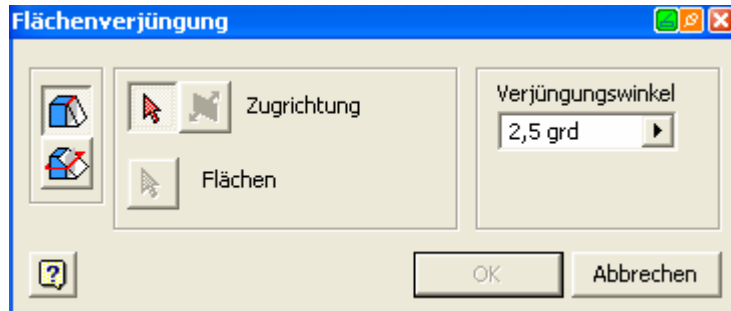 Flächenverjüngung
Zugrichtung
Flächen
Verjüngungswinkel
2,5 grd
?
OK
Abbrechen